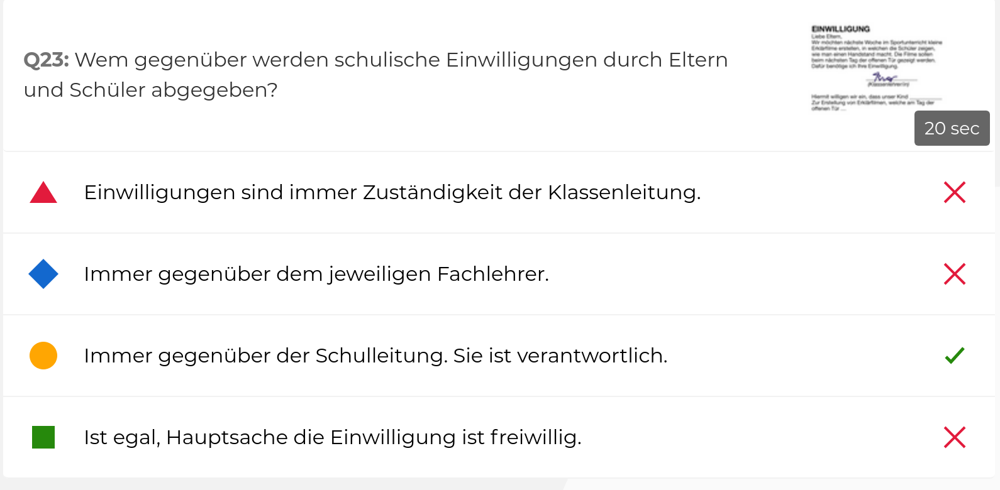 Q23: Wem gegenüber werden schulische Einwilligungen durch Eltern
und Schüler abgegeben?
EINWILLIGUNG
Liebe Eltern,
Wir möchten nächste Woche im Sportunterricht kleine
Erklärfilme erstellen, in welchen die Schüler zeigen,
wie man einen Handstand macht. Die Filme sollen
beim nächsten Tag der offenen Tür gezeigt werden.
Dafür benötige ich Ihre Einwilligung.
(Klassenlehrer/in)
Hiermit willigen wir ein, dass unser Kind
Zur Erstellung von Erklärfilmen, welche am Tag der
offenen Tür ....
20 sec
Einwilligungen sind immer Zuständigkeit der Klassenleitung.
Immer gegenüber dem jeweiligen Fachlehrer.
Immer gegenüber der Schulleitung. Sie ist verantwortlich.
Ist egal, Hauptsache die Einwilligung ist freiwillig.